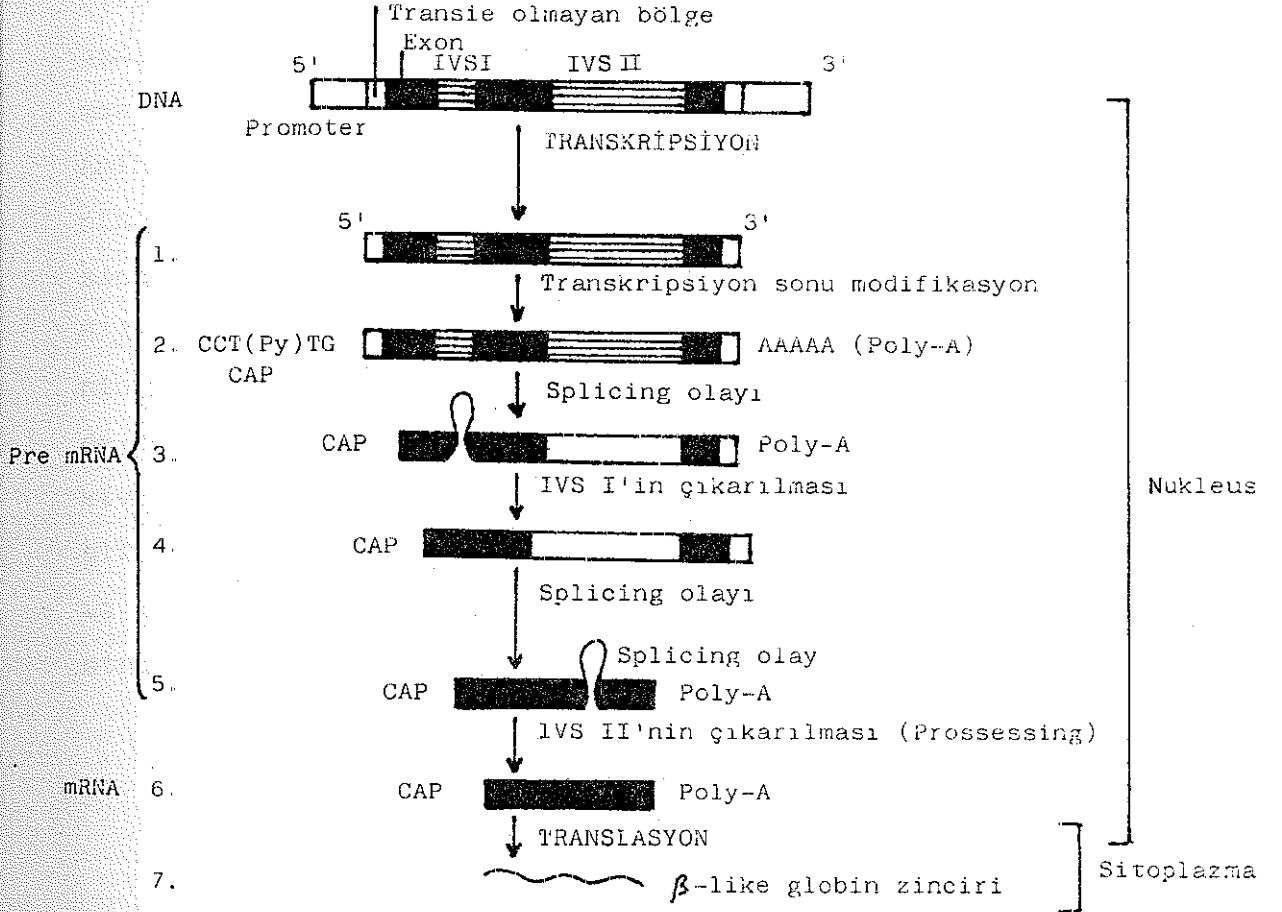 Transie olmayan bölge
Exon
5' IVSI IVS II 3'
DNA
Promoter
TRANSKRİPSİYON
5' 3'
1.
Transkripsiyon sonu modifikasyon
2. CCT(Py)TG AAAAA (Poly-A)
CAP
Splicing olayı
Pre mRNA 3. CAP Poly-A
IVS I'in çıkarılması
Nukleus
4. CAP
Splicing olayı
Splicing olay
5. CAP Poly-A
IVS II'nin çıkarılması (Prossessing)
mRNA 6. CAP Poly-A
TRANSLASYON
Sitoplazma
7. β-like globin zinciri